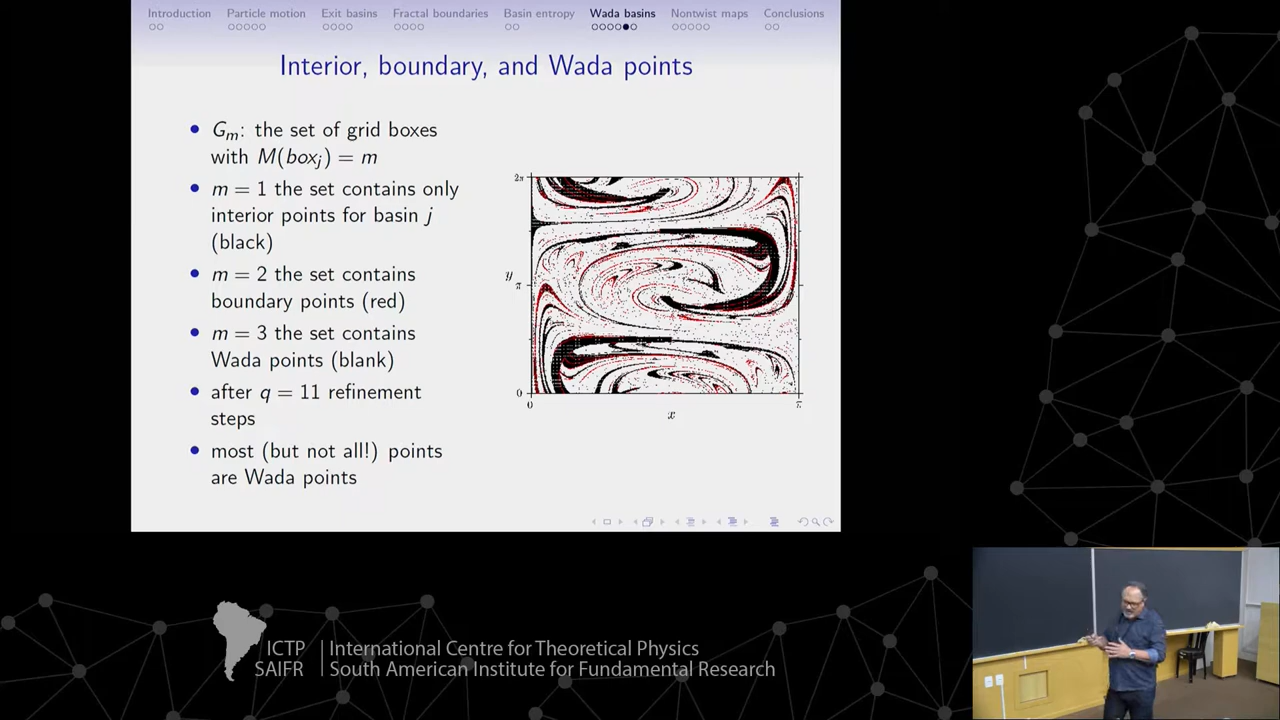 Introduction Particle motion Exit basins Fractal boundaries Basin entropy Wada basins Nontwist maps Conclusions
Interior, boundary, and Wada points
• Gₘ: the set of grid boxes
with M(boxⱼ) = m
• m = 1 the set contains only
interior points for basin j
(black)
• m = 2 the set contains
boundary points (red)
• m = 3 the set contains
Wada points (blank)
• after q = 11 refinement
steps
• most (but not all!) points
are Wada points
2π
y
π
0
0
π
x
ICTP
SAIFR
International Centre for Theoretical Physics
South American Institute for Fundamental Research